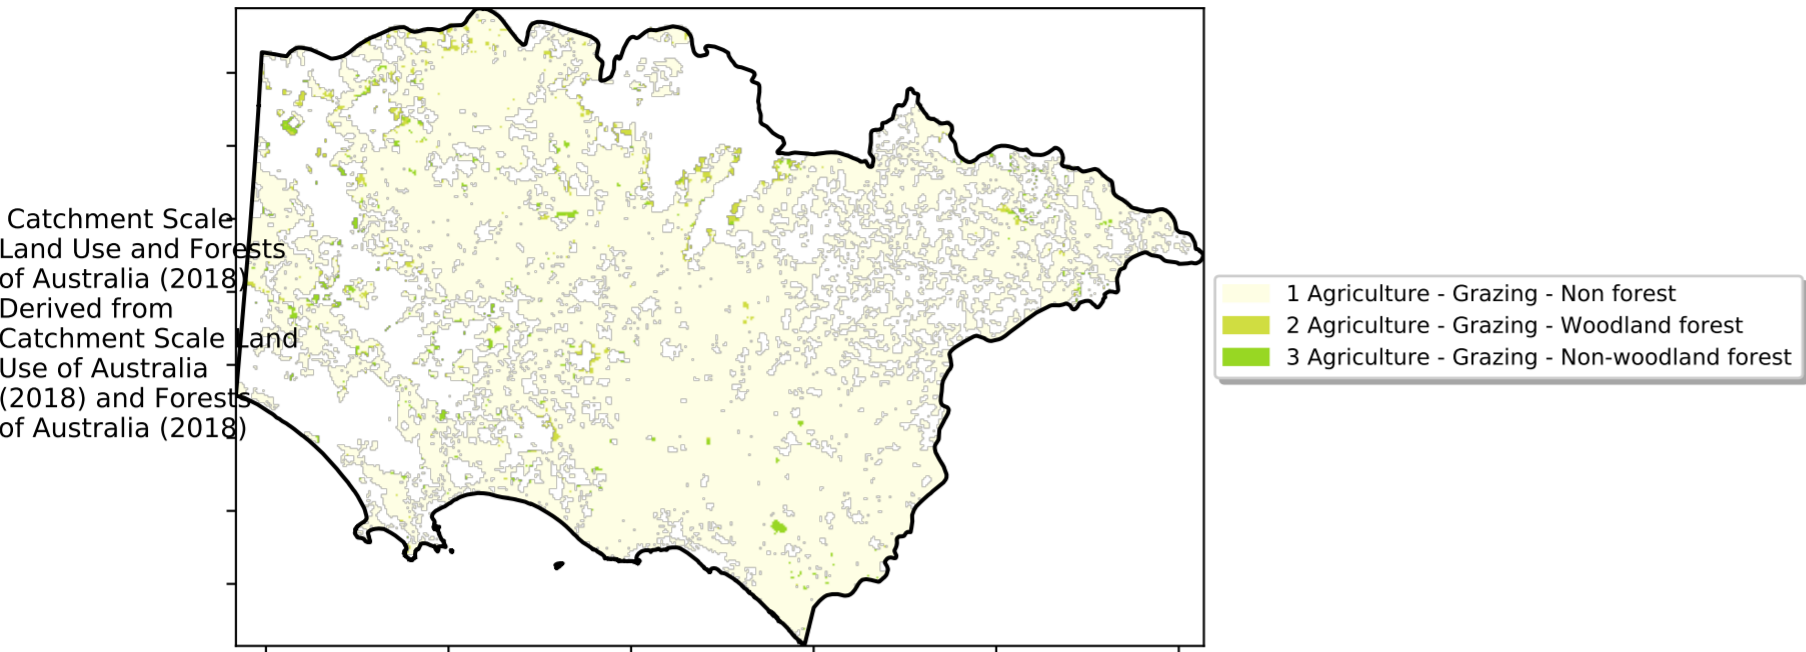 Catchment Scale
Land Use and Forests
of Australia (2018)
Derived from
Catchment Scale Land
Use of Australia
(2018) and Forests
of Australia (2018)
1 Agriculture - Grazing - Non forest
2 Agriculture - Grazing - Woodland forest
3 Agriculture - Grazing - Non-woodland forest